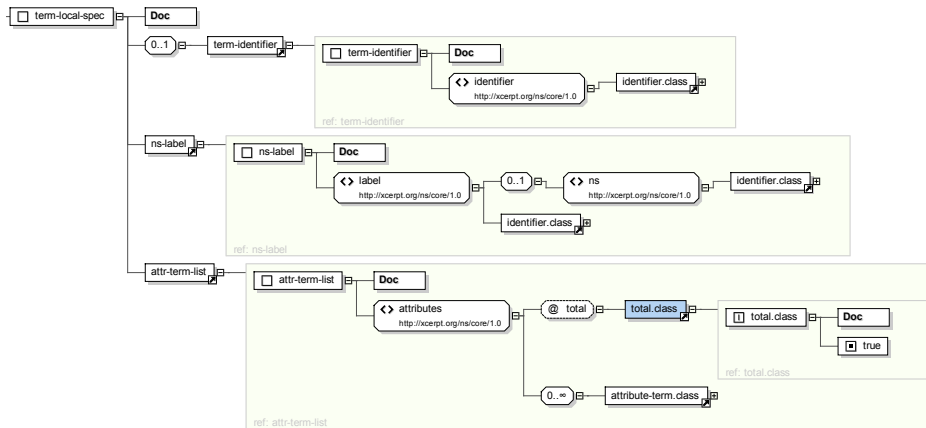 term-local-spec
Doc
0..1
term-identifier
term-identifier
Doc
identifier
http://xcerpt.org/ns/core/1.0
identifier.class
ref: term-identifier
ns-label
ns-label
Doc
label
http://xcerpt.org/ns/core/1.0
0..1
ns
http://xcerpt.org/ns/core/1.0
identifier.class
identifier.class
ref: ns-label
attr-term-list
attr-term-list
Doc
attributes
http://xcerpt.org/ns/core/1.0
@ total
total.class
total.class
Doc
true
ref: total.class
0..∞
attribute-term.class
ref: attr-term-list